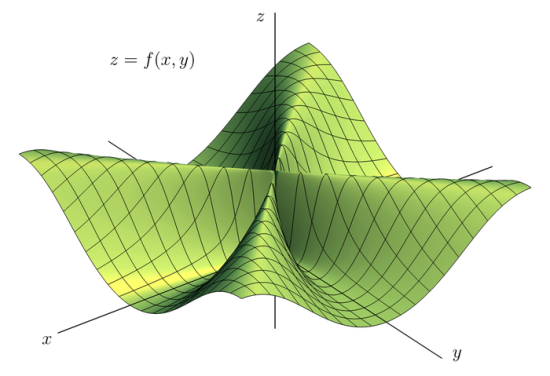 z
z = f(x, y)
x
y